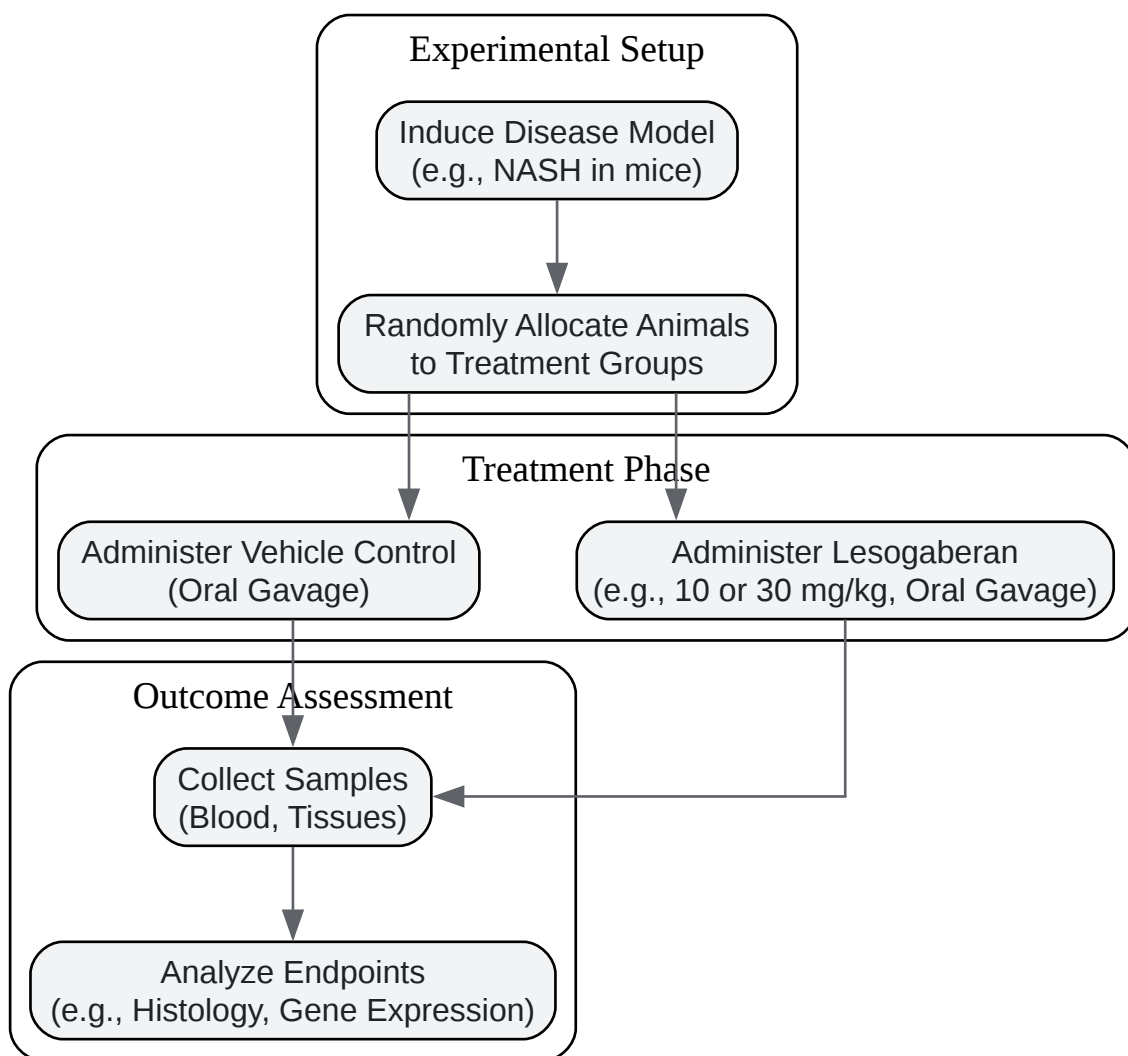 Experimental Setup
Induce Disease Model
(e.g., NASH in mice)
Randomly Allocate Animals
to Treatment Groups
Treatment Phase
Administer Vehicle Control
(Oral Gavage)
Administer Lesogaberan
(e.g., 10 or 30 mg/kg, Oral Gavage)
Outcome Assessment
Collect Samples
(Blood, Tissues)
Analyze Endpoints
(e.g., Histology, Gene Expression)